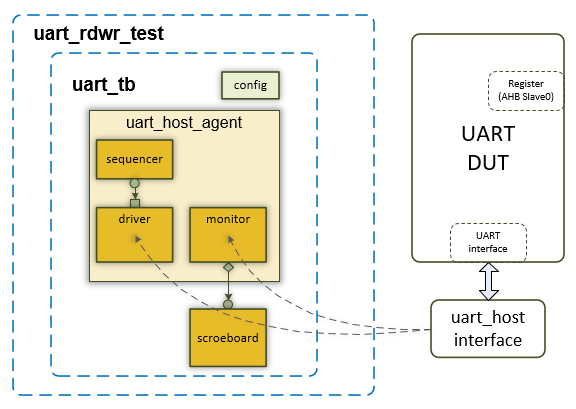 uart_rdwr_test
uart_tb
config
uart_host_agent
sequencer
driver
monitor
scroeboard
Register
(AHB Slave0)
UART
DUT
UART
interface
uart_host
interface